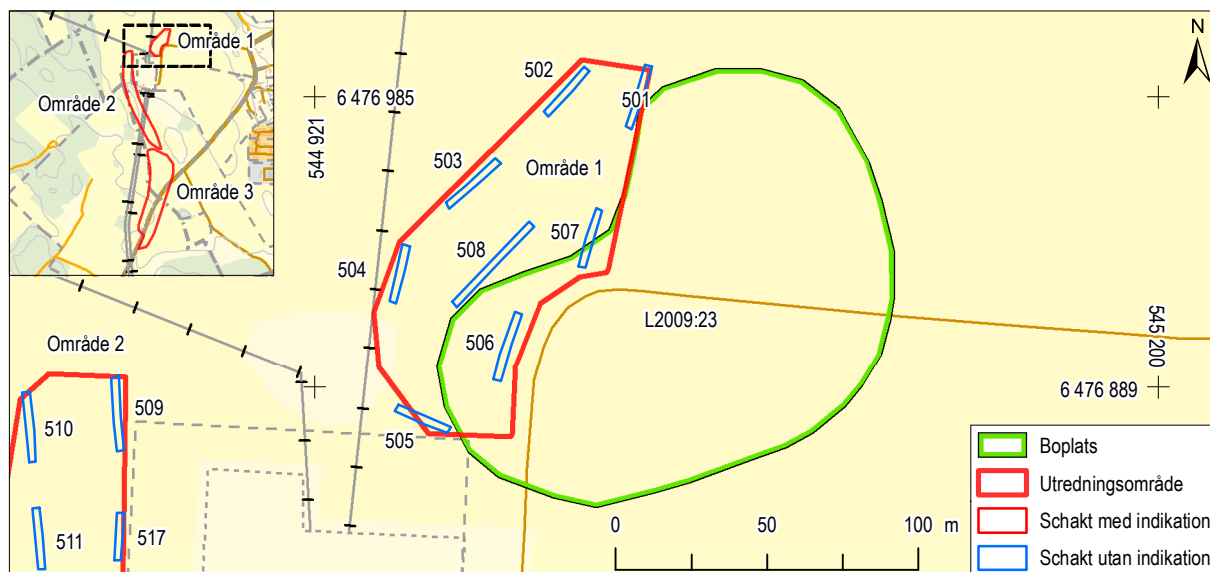 Område 1
Område 2
Område 3
N
502
501
6 476 985
544 921
503
Område 1
507
508
504
L2009:23
545 200
506
Område 2
6 476 889
509
505
510
511
517
Boplats
Utredningsområde
Schakt med indikation
Schakt utan indikation
0 50 100 m